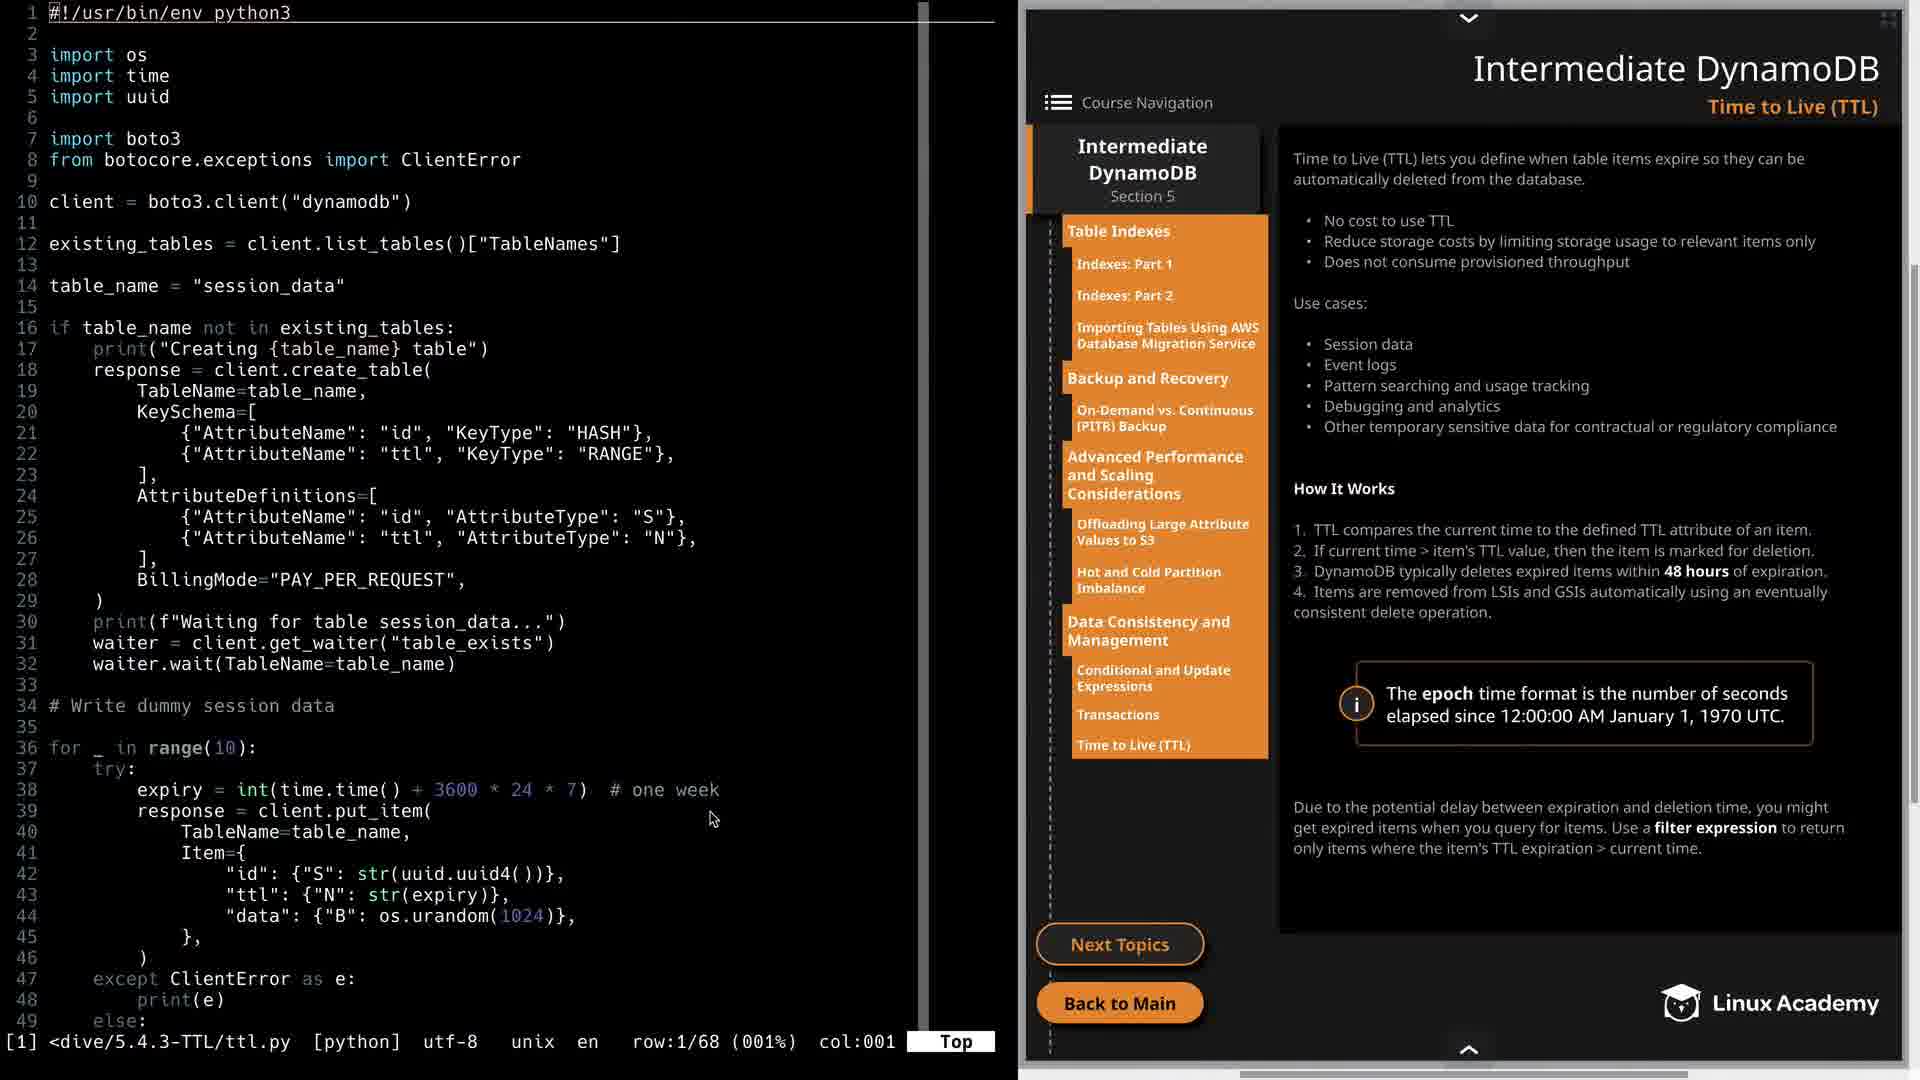 1 #!/usr/bin/env python3
2
3 import os
4 import time
5 import uuid
6
7 import boto3
8 from botocore.exceptions import ClientError
9
10 client = boto3.client("dynamodb")
11
12 existing_tables = client.list_tables()["TableNames"]
13
14 table_name = "session_data"
15
16 if table_name not in existing_tables:
17     print("Creating {table_name} table")
18     response = client.create_table(
19         TableName=table_name,
20         KeySchema=[
21             {"AttributeName": "id", "KeyType": "HASH"},
22             {"AttributeName": "ttl", "KeyType": "RANGE"},
23         ],
24         AttributeDefinitions=[
25             {"AttributeName": "id", "AttributeType": "S"},
26             {"AttributeName": "ttl", "AttributeType": "N"},
27         ],
28         BillingMode="PAY_PER_REQUEST",
29     )
30     print(f"Waiting for table session_data...")
31     waiter = client.get_waiter("table_exists")
32     waiter.wait(TableName=table_name)
33
34 # Write dummy session data
35
36 for _ in range(10):
37     try:
38         expiry = int(time.time() + 3600 * 24 * 7)  # one week
39         response = client.put_item(
40             TableName=table_name,
41             Item={
42                 "id": {"S": str(uuid.uuid4())},
43                 "ttl": {"N": str(expiry)},
44                 "data": {"B": os.urandom(1024)},
45             },
46         )
47     except ClientError as e:
48         print(e)
49     else:
[1] <dive/5.4.3-TTL/ttl.py  [python]  utf-8   unix  en   row:1/68 (001%)  col:001   Top
Intermediate DynamoDB
Time to Live (TTL)
Course Navigation
Intermediate
DynamoDB
Section 5
Table Indexes
Indexes: Part 1
Indexes: Part 2
Importing Tables Using AWS
Database Migration Service
Backup and Recovery
On-Demand vs. Continuous
(PITR) Backup
Advanced Performance
and Scaling
Considerations
Offloading Large Attribute
Values to S3
Hot and Cold Partition
Imbalance
Data Consistency and
Management
Conditional and Update
Expressions
Transactions
Time to Live (TTL)
Next Topics
Back to Main
Time to Live (TTL) lets you define when table items expire so they can be
automatically deleted from the database.
• No cost to use TTL
• Reduce storage costs by limiting storage usage to relevant items only
• Does not consume provisioned throughput
Use cases:
• Session data
• Event logs
• Pattern searching and usage tracking
• Debugging and analytics
• Other temporary sensitive data for contractual or regulatory compliance
How It Works
1. TTL compares the current time to the defined TTL attribute of an item.
2. If current time > item's TTL value, then the item is marked for deletion.
3. DynamoDB typically deletes expired items within 48 hours of expiration.
4. Items are removed from LSIs and GSIs automatically using an eventually
consistent delete operation.
i
The epoch time format is the number of seconds
elapsed since 12:00:00 AM January 1, 1970 UTC.
Due to the potential delay between expiration and deletion time, you might
get expired items when you query for items. Use a filter expression to return
only items where the item's TTL expiration > current time.
Linux Academy